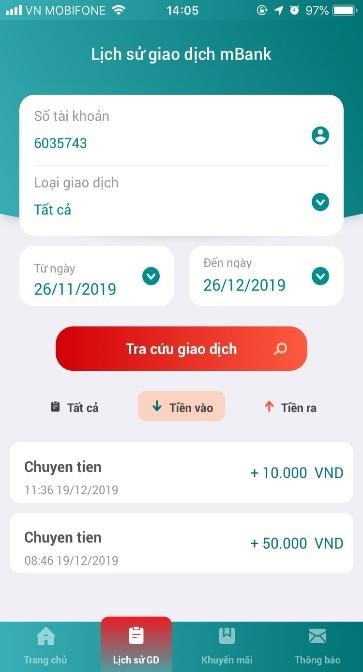 VN MOBIFONE 14:05 97%
Lịch sử giao dịch mBank
Số tài khoản
6035743
Loại giao dịch
Tất cả
Từ ngày
26/11/2019
Đến ngày
26/12/2019
Tra cứu giao dịch
Tất cả Tiền vào Tiền ra
Chuyen tien
+ 10.000 VND
11:36 19/12/2019
Chuyen tien
+ 50.000 VND
08:46 19/12/2019
Trang chủ Lịch sử GD Khuyến mãi Thông báo